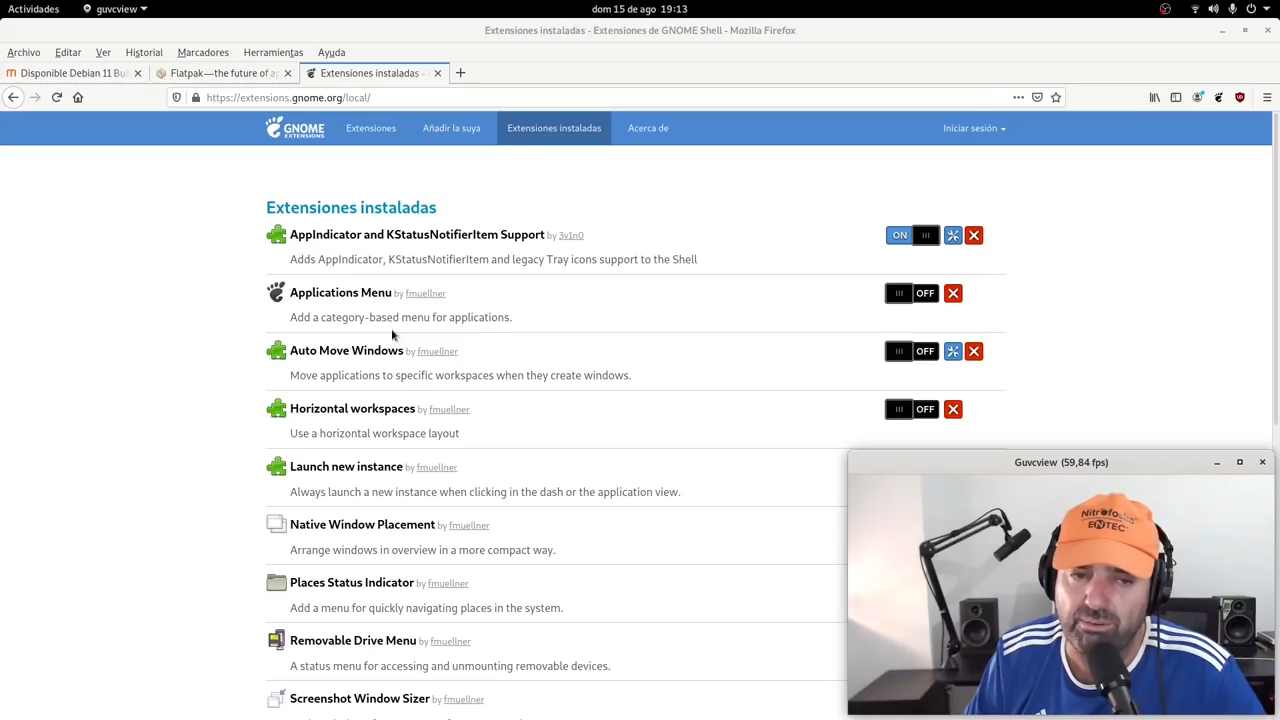 Actividades guvcview dom 15 de ago 19:13
Extensiones instaladas - Extensiones de GNOME Shell - Mozilla Firefox
Archivo Editar Ver Historial Marcadores Herramientas Ayuda
Disponible Debian 11 Bul Flatpak—the future of ap Extensiones instaladas -
https://extensions.gnome.org/local/
GNOME EXTENSIONS Extensiones Añadir la suya Extensiones instaladas Acerca de Iniciar sesión
Extensiones instaladas
AppIndicator and KStatusNotifierItem Support by 3v1n0 ON
Adds AppIndicator, KStatusNotifierItem and legacy Tray icons support to the Shell
Applications Menu by fmuellner OFF
Add a category-based menu for applications.
Auto Move Windows by fmuellner OFF
Move applications to specific workspaces when they create windows.
Horizontal workspaces by fmuellner OFF
Use a horizontal workspace layout
Launch new instance by fmuellner
Always launch a new instance when clicking in the dash or the application view.
Native Window Placement by fmuellner
Arrange windows in overview in a more compact way.
Places Status Indicator by fmuellner
Add a menu for quickly navigating places in the system.
Removable Drive Menu by fmuellner
A status menu for accessing and unmounting removable devices.
Screenshot Window Sizer by fmuellner
Guvcview (59,84 fps)
ENTEC